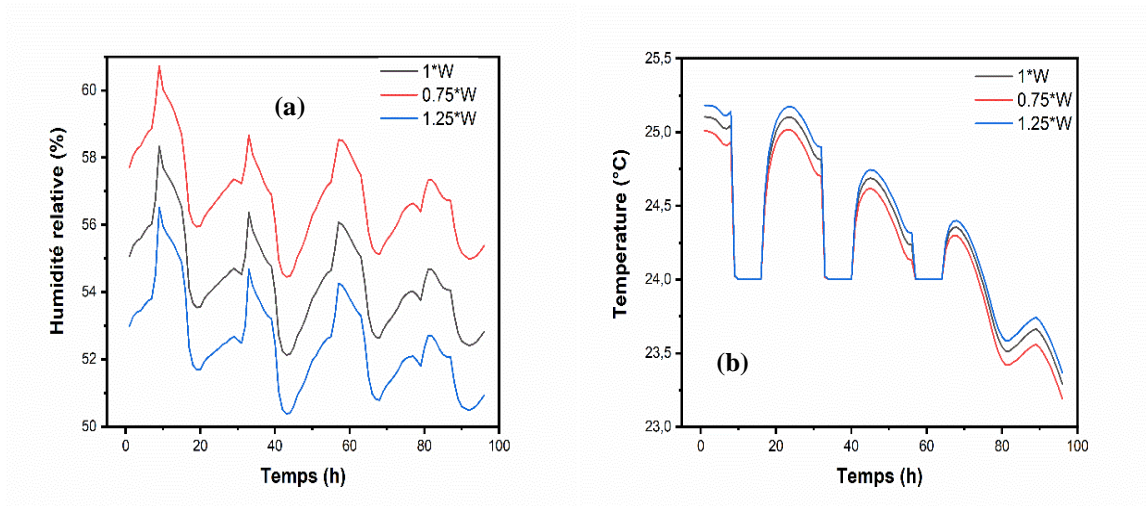 (a)
1*W
0.75*W
1.25*W
Humidité relative (%)
60
58
56
54
52
50
0 20 40 60 80 100
Temps (h)
(b)
1*W
0.75*W
1.25*W
Temperature (°C)
25,5
25,0
24,5
24,0
23,5
23,0
0 20 40 60 80 100
Temps (h)